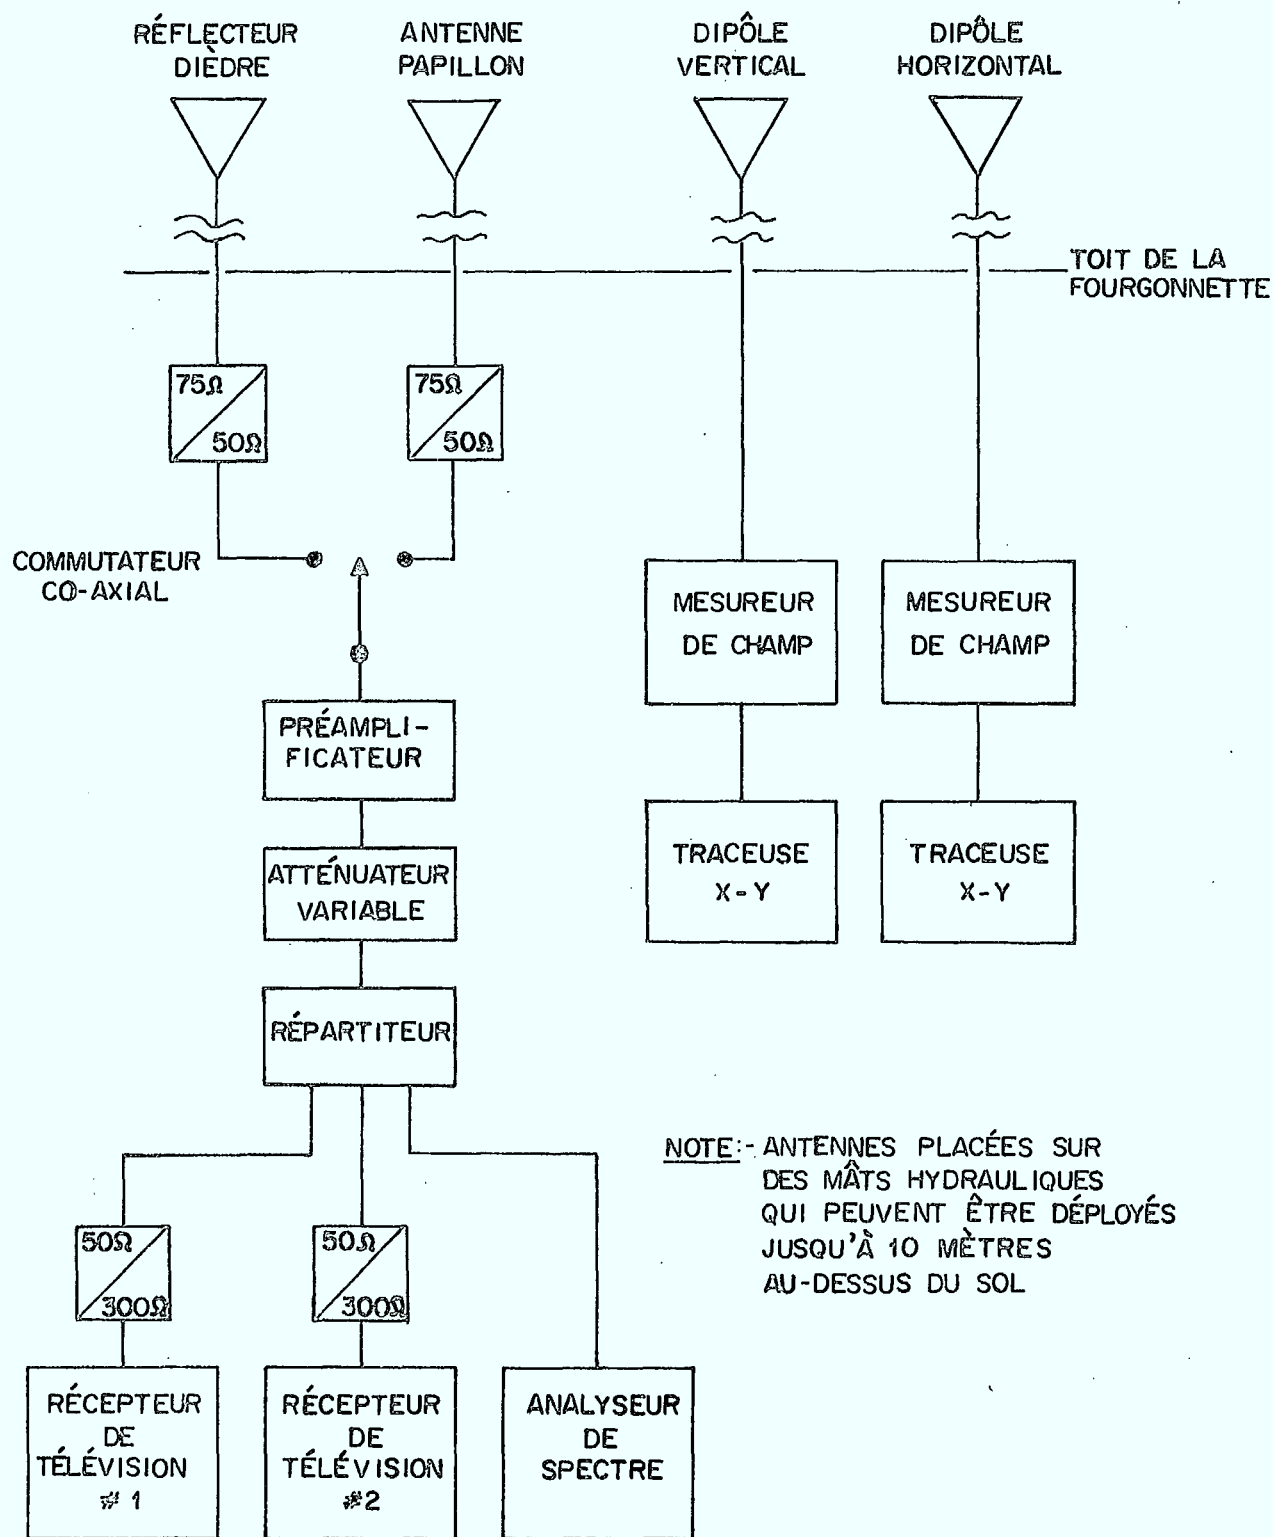 RÉFLECTEUR
DIÈDRE
ANTENNE
PAPILLON
DIPÔLE
VERTICAL
DIPÔLE
HORIZONTAL
TOIT DE LA
FOURGONNETTE
75Ω
50Ω
75Ω
50Ω
COMMUTATEUR
CO-AXIAL
MESUREUR
DE CHAMP
MESUREUR
DE CHAMP
PRÉAMPLI-
FICATEUR
TRACEUSE
X-Y
TRACEUSE
X-Y
ATTÉNUATEUR
VARIABLE
RÉPARTITEUR
NOTE:- ANTENNES PLACÉES SUR
DES MÂTS HYDRAULIQUES
QUI PEUVENT ÊTRE DÉPLOYÉS
JUSQU'À 10 MÈTRES
AU-DESSUS DU SOL
50Ω
300Ω
50Ω
300Ω
RÉCEPTEUR
DE
TÉLÉVISION
# 1
RÉCEPTEUR
DE
TÉLÉVISION
#2
ANALYSEUR
DE
SPECTRE